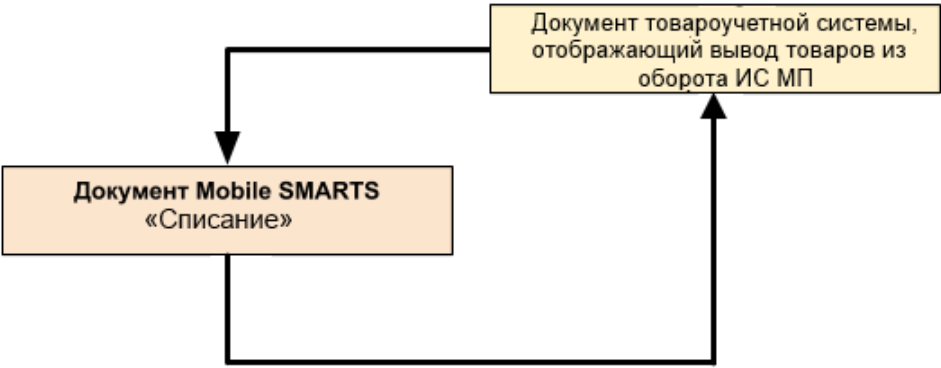 Документ товароучетной системы,
отображающий вывод товаров из
оборота ИС МП
Документ Mobile SMARTS
«Списание»